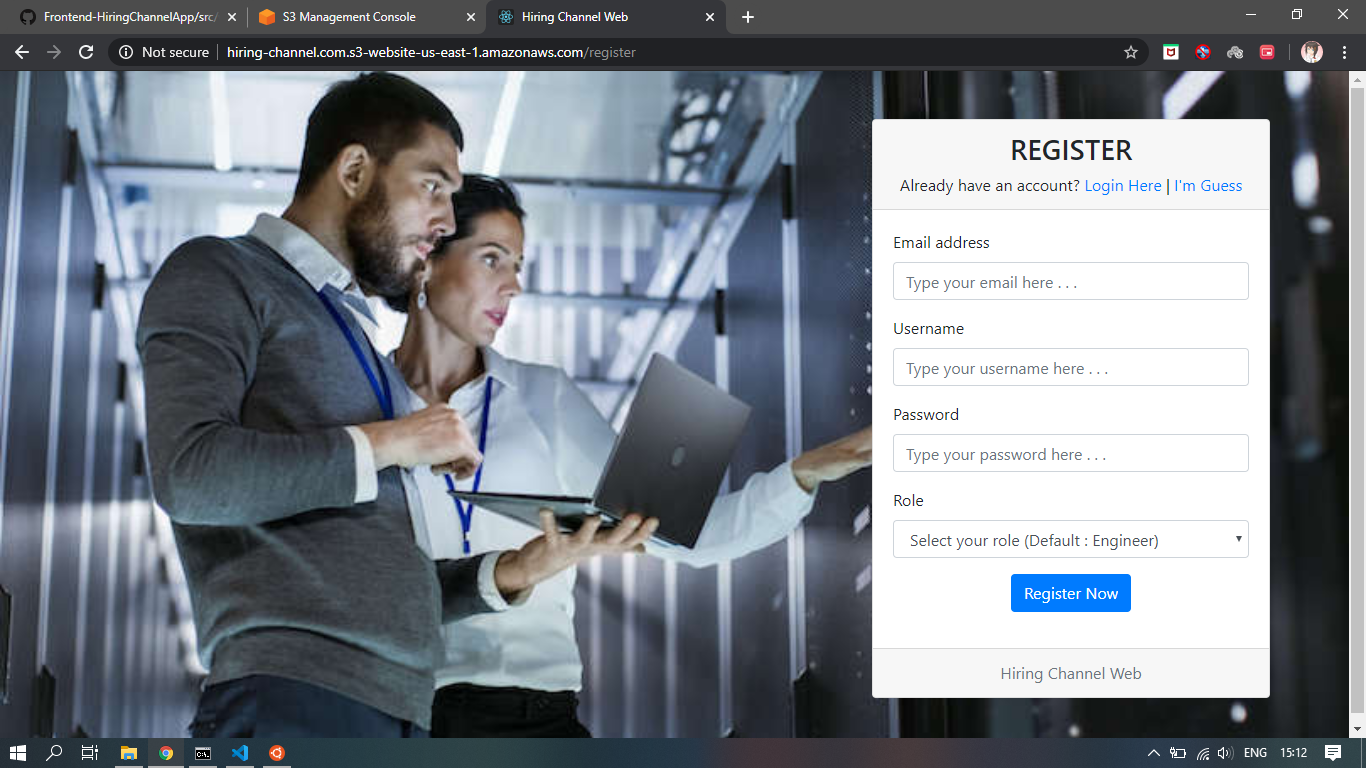 Frontend-HiringChannelApp/src/
S3 Management Console
Hiring Channel Web
Not secure
hiring-channel.com.s3-website-us-east-1.amazonaws.com/register
REGISTER
Already have an account? Login Here | I'm Guess
Email address
Type your email here . . .
Username
Type your username here . . .
Password
Type your password here . . .
Role
Select your role (Default : Engineer)
Register Now
Hiring Channel Web
ENG
15:12